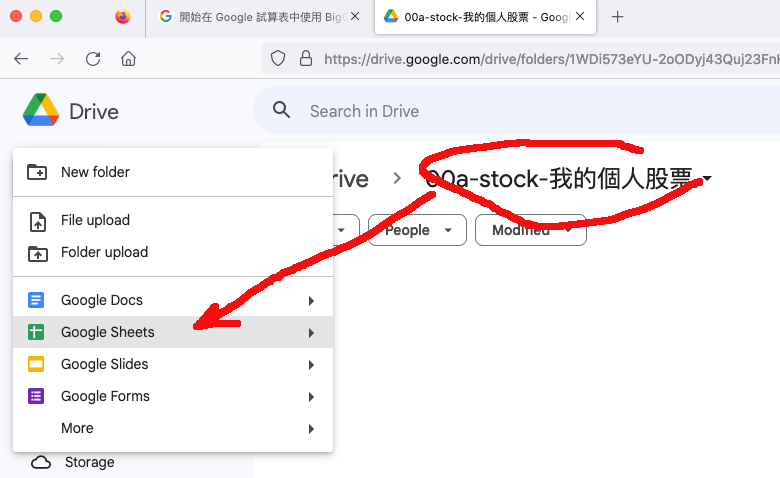 開始在 Google 試算表中使用 Big
00a-stock-我的個人股票 - Goog
https://drive.google.com/drive/folders/1WDi573eYU-2oODyj43Quj23Fn
Drive
Search in Drive
New folder
File upload
Folder upload
Google Docs
Google Sheets
Google Slides
Google Forms
More
Storage
rive > 00a-stock-我的個人股票
People
Modified